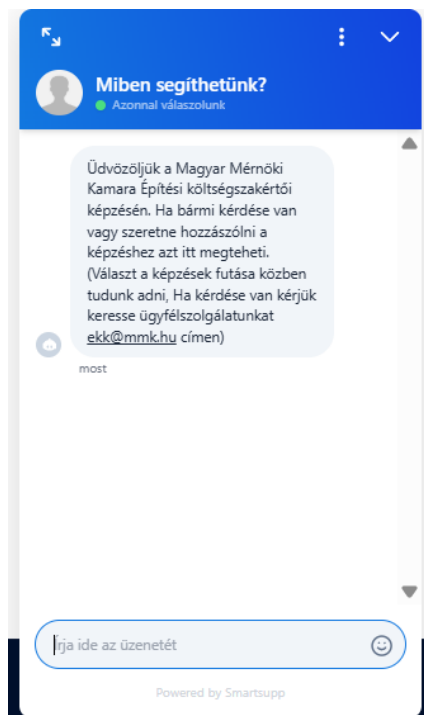 Miben segíthetünk?
Azonnal válaszolunk
Üdvözöljük a Magyar Mérnöki
Kamara Építési költségszakértői
képzésén. Ha bármi kérdése van
vagy szeretne hozzászólni a
képzéshez azt itt megteheti.
(Választ a képzések futása közben
tudunk adni, Ha kérdése van kérjük
keresse ügyfélszolgálatunkat
ekk@mmk.hu címen)
most
Írja ide az üzenetét
Powered by Smartsupp